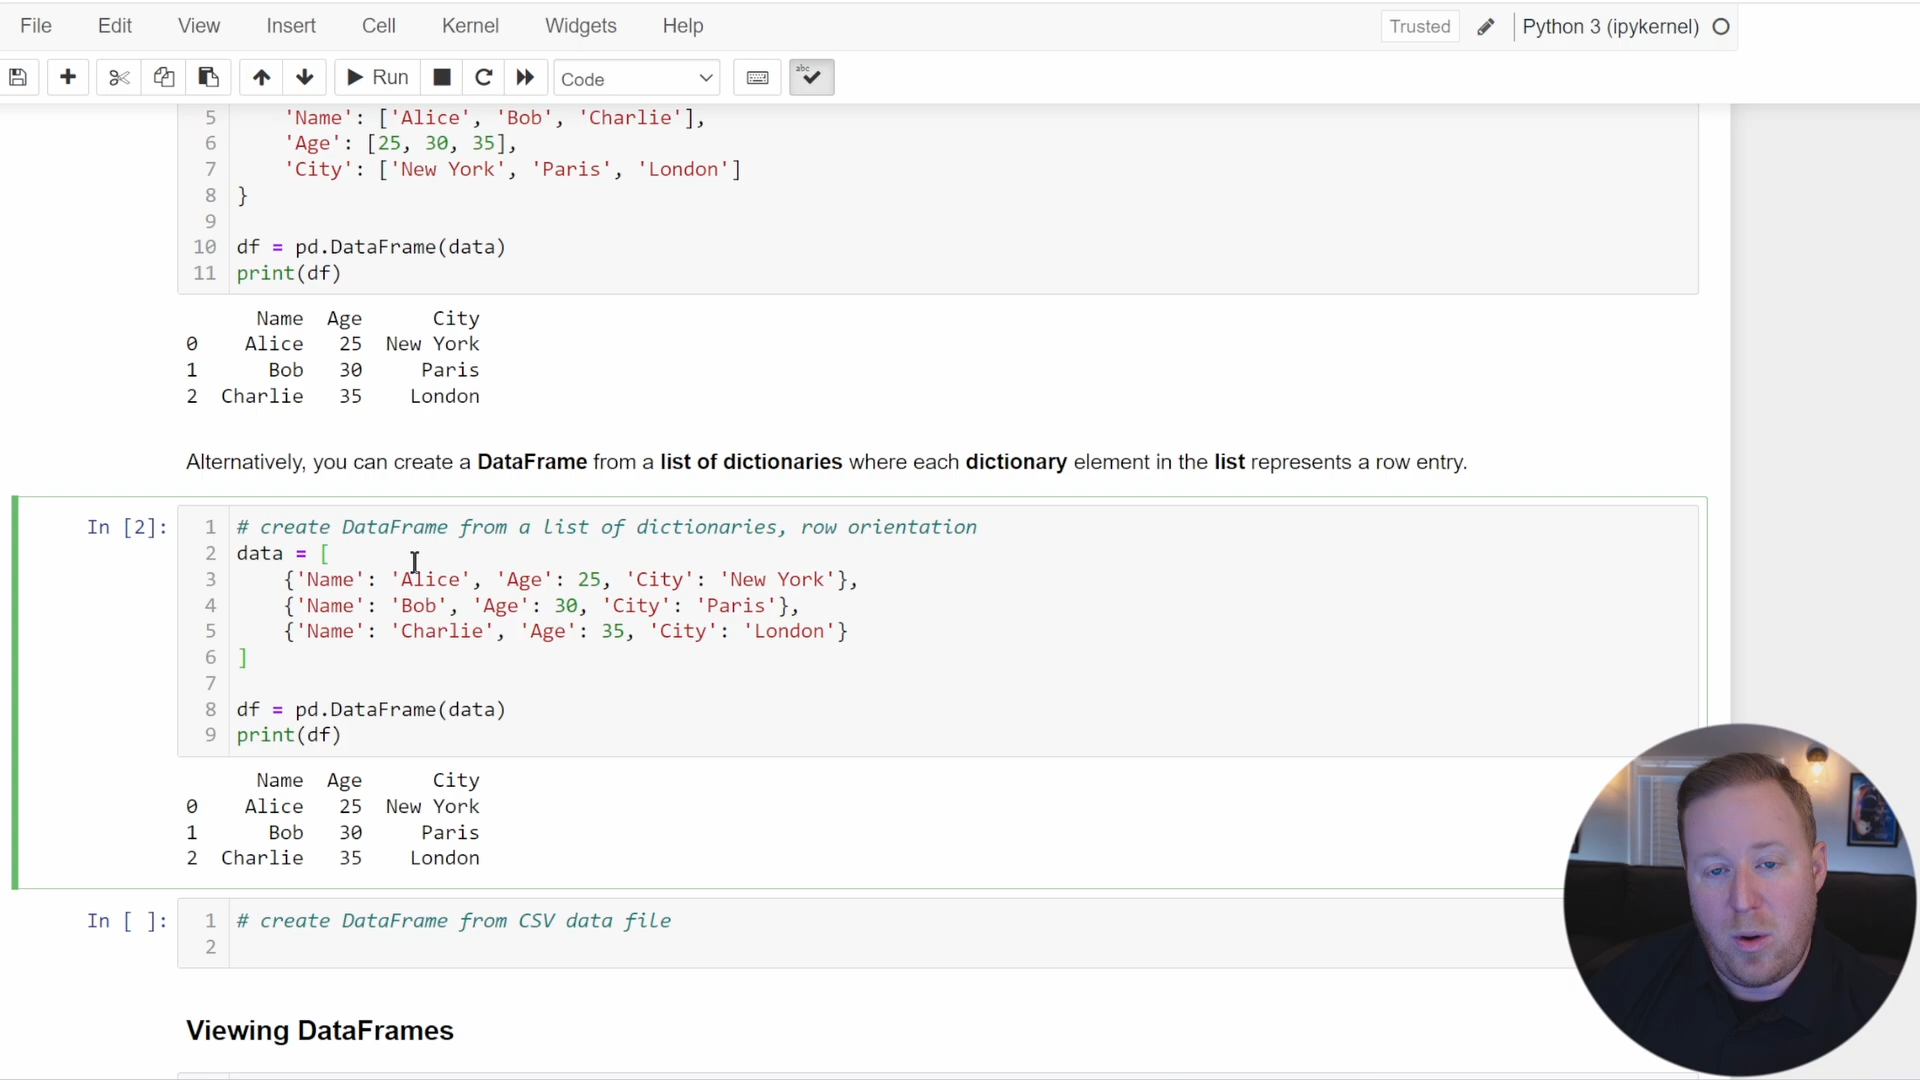 File Edit View Insert Cell Kernel Widgets Help Trusted Python 3 (ipykernel)
Run Code abc
5 'Name': ['Alice', 'Bob', 'Charlie'],
6 'Age': [25, 30, 35],
7 'City': ['New York', 'Paris', 'London']
8 }
9
10 df = pd.DataFrame(data)
11 print(df)
Name Age City
0 Alice 25 New York
1 Bob 30 Paris
2 Charlie 35 London
Alternatively, you can create a DataFrame from a list of dictionaries where each dictionary element in the list represents a row entry.
In [2]: 1 # create DataFrame from a list of dictionaries, row orientation
2 data = [
3 {'Name': 'Alice', 'Age': 25, 'City': 'New York'},
4 {'Name': 'Bob', 'Age': 30, 'City': 'Paris'},
5 {'Name': 'Charlie', 'Age': 35, 'City': 'London'}
6 ]
7
8 df = pd.DataFrame(data)
9 print(df)
Name Age City
0 Alice 25 New York
1 Bob 30 Paris
2 Charlie 35 London
In [ ]: 1 # create DataFrame from CSV data file
2
Viewing DataFrames